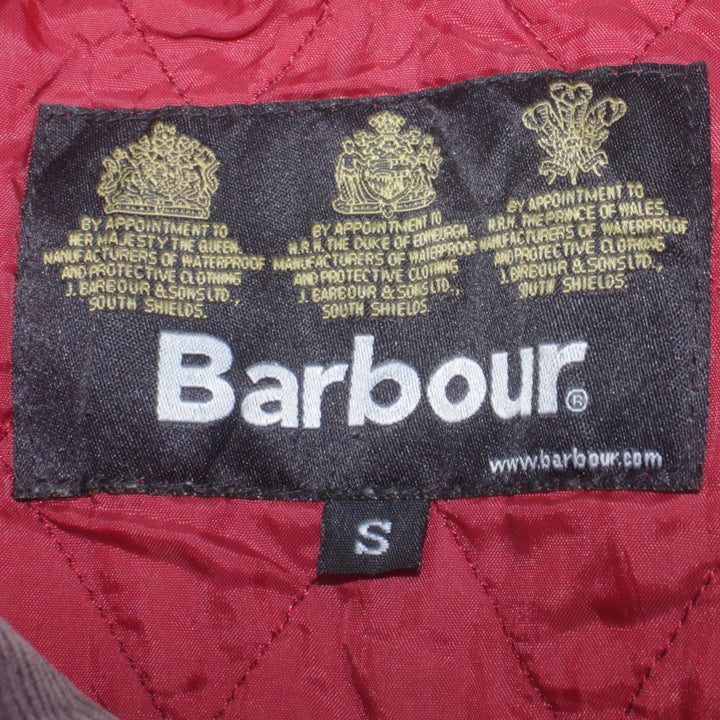 BY APPOINTMENT TO
HER MAJESTY THE QUEEN
MANUFACTURERS OF WATERPROOF
AND PROTECTIVE CLOTHING
J. BARBOUR & SONS LTD.,
SOUTH SHIELDS.
BY APPOINTMENT TO
H.R.H. THE DUKE OF EDINBURGH
MANUFACTURERS OF WATERPROOF
AND PROTECTIVE CLOTHING
J. BARBOUR & SONS LTD.,
SOUTH SHIELDS.
BY APPOINTMENT TO
H.R.H. THE PRINCE OF WALES.
MANUFACTURERS OF WATERPROOF
AND PROTECTIVE CLOTHING
J BARBOUR & SONS LTD.,
SOUTH SHIELDS.
Barbour®
www.barbour.com
S